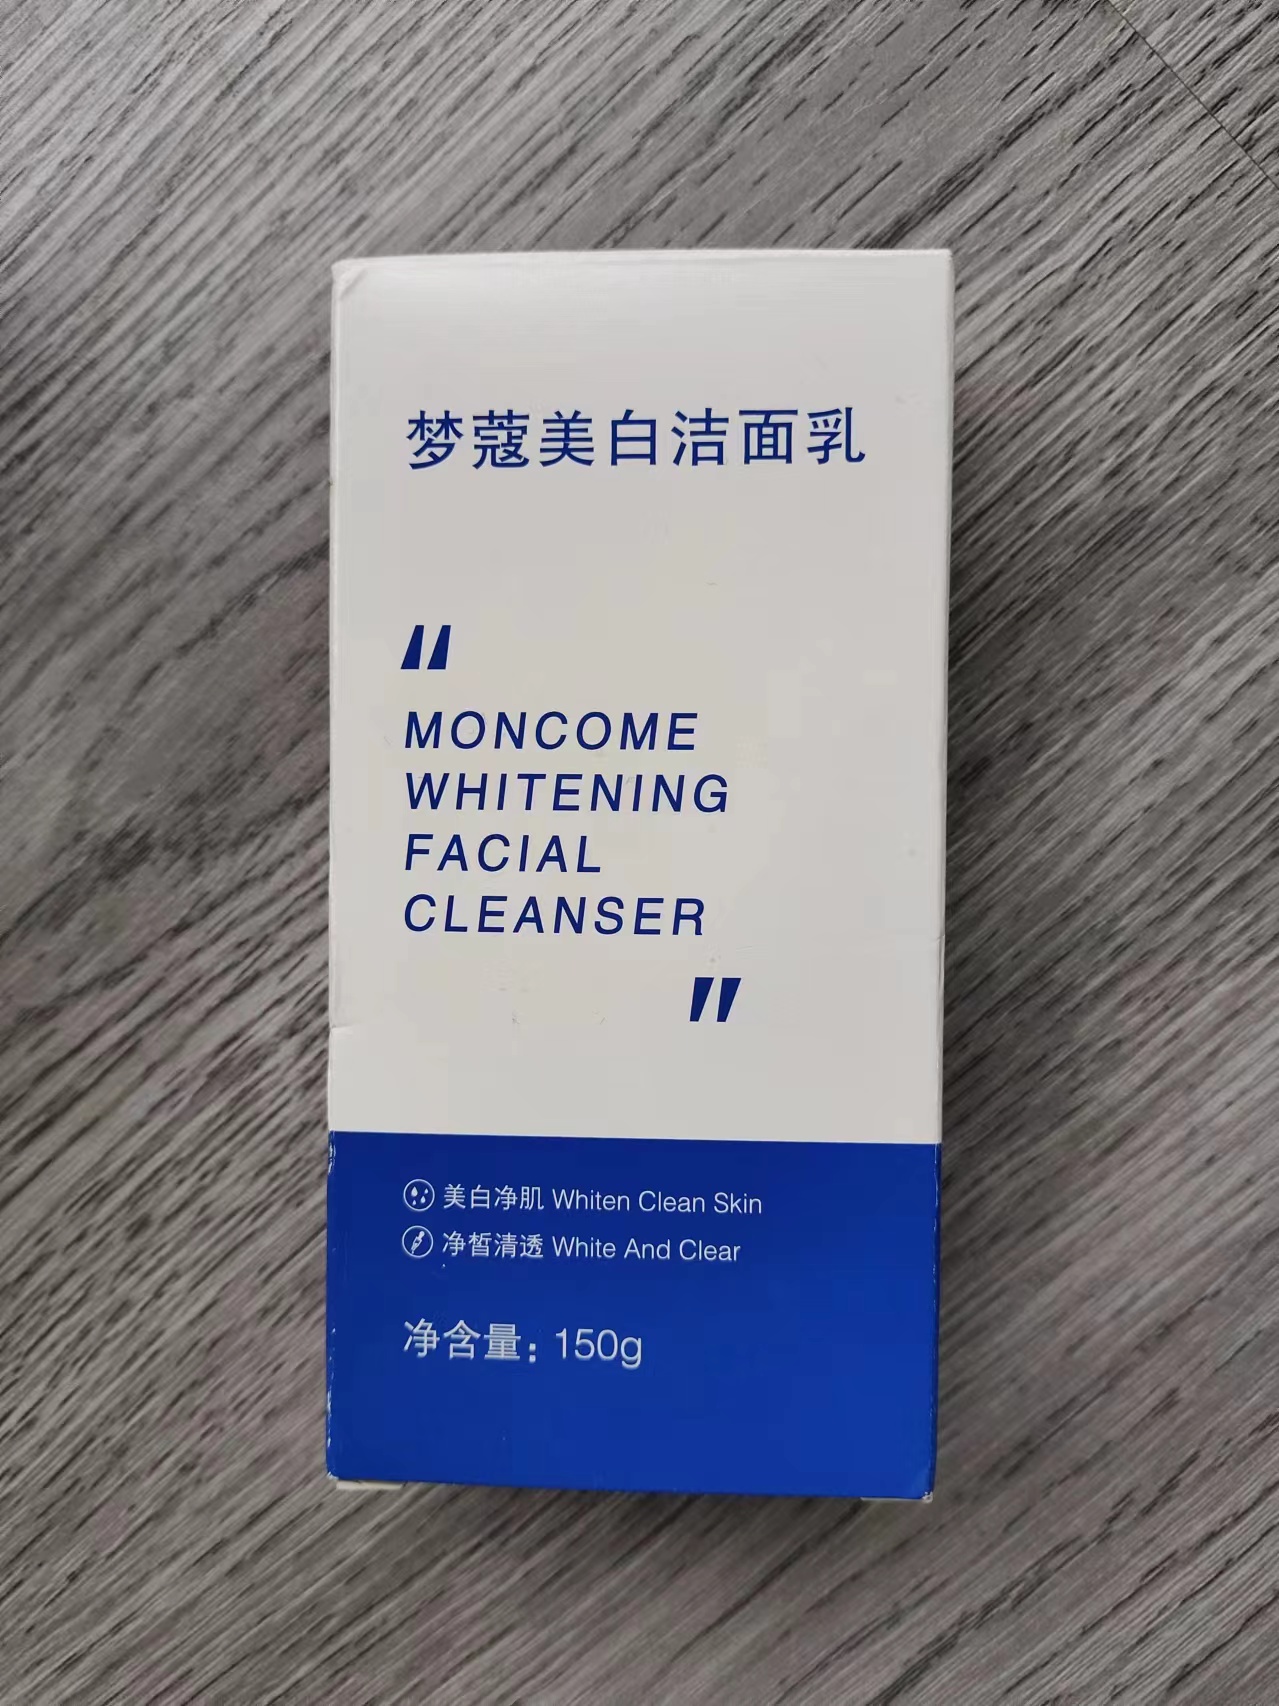 梦蔻美白洁面乳
"
MONCOME
WHITENING
FACIAL
CLEANSER
"
美白净肌 Whiten Clean Skin
净皙清透 White And Clear
净含量：150g